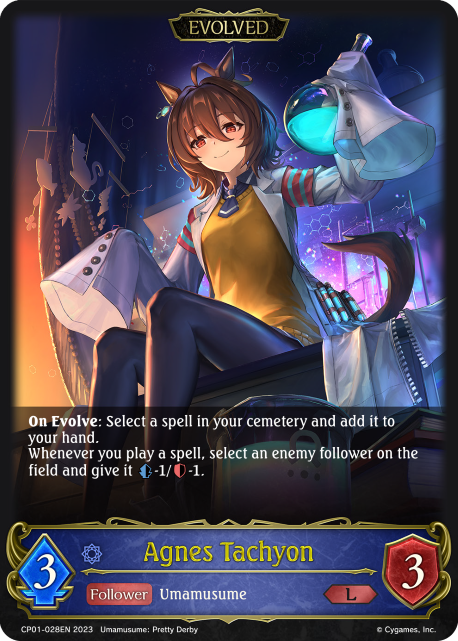 EVOLVED
On Evolve: Select a spell in your cemetery and add it to
your hand.
Whenever you play a spell, select an enemy follower on the
field and give it -1/ -1.
Agnes Tachyon
3
Follower Umamusume L
3
CP01-028EN 2023 Umamusume: Pretty Derby © Cygames, Inc.